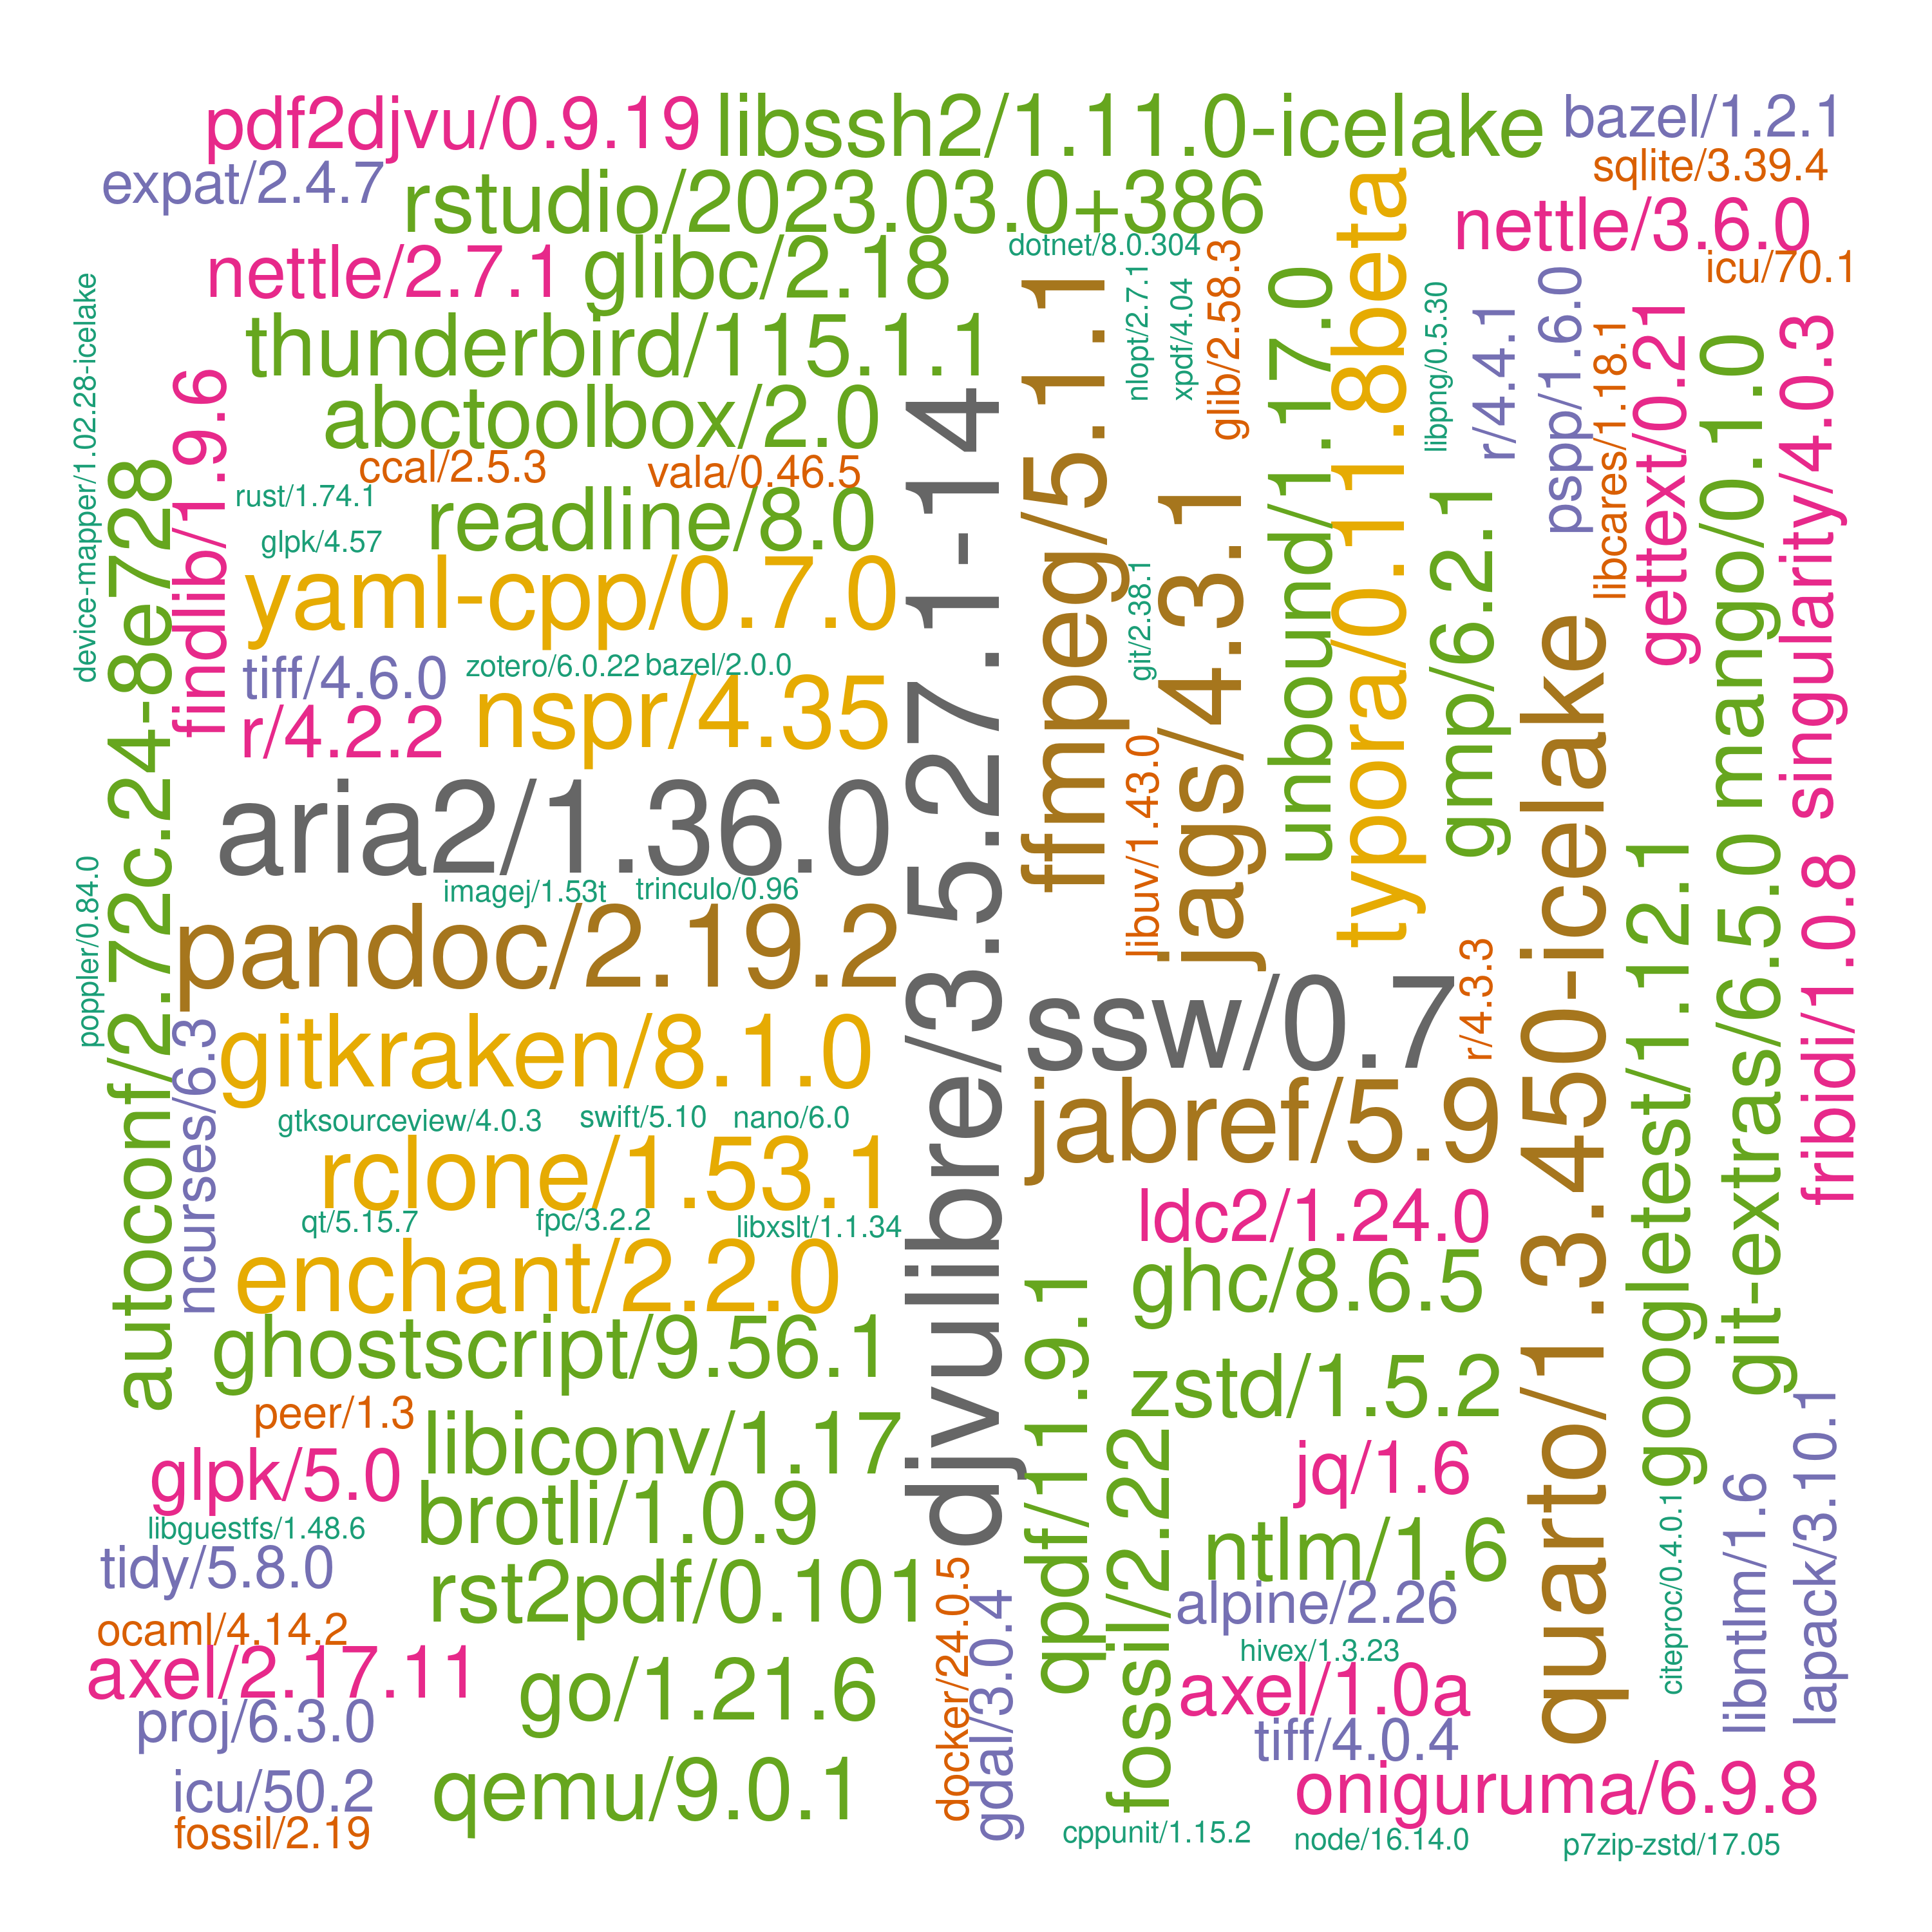 pdf2djvu/0.9.19
libssh2/1.11.0-icelake
bazel/1.2.1
expat/2.4.7
rstudio/2023.03.0+386
sqlite/3.39.4
nettle/3.6.0
nettle/2.7.1
glibc/2.18
dotnet/8.0.304
icu/70.1
thunderbird/115.1.1
abctoolbox/2.0
ccal/2.5.3
vala/0.46.5
rust/1.74.1
readline/8.0
glpk/4.57
yaml-cpp/0.7.0
tiff/4.6.0
zotero/6.0.22
bazel/2.0.0
r/4.2.2
nspr/4.35
aria2/1.36.0
imagej/1.53t
trinculo/0.96
pandoc/2.19.2
gitkraken/8.1.0
gtksourceview/4.0.3
swift/5.10
nano/6.0
rclone/1.53.1
qt/5.15.7
fpc/3.2.2
libxslt/1.1.34
enchant/2.2.0
ghostscript/9.56.1
peer/1.3
libiconv/1.17
glpk/5.0
brotli/1.0.9
libguestfs/1.48.6
tidy/5.8.0
rst2pdf/0.101
ocaml/4.14.2
axel/2.17.11
go/1.21.6
proj/6.3.0
icu/50.2
qemu/9.0.1
fossil/2.19
device-mapper/1.02.28-icelake
poppler/0.84.0
autoconf/2.72c.24-8e728
findlib/1.9.6
ncurses/6.3
djvulibre/3.5.27.1-14
docker/24.0.5
gdal/3.0.4
ffmpeg/5.1.1
nlopt/2.7.1
xpdf/4.04
glib/2.58.3
git/2.38.1
jags/4.3.1
libuv/1.43.0
unbound/1.17.0
typora/0.11.18beta
libpng/0.5.30
r/4.4.1
gmp/6.2.1
pspp/1.6.0
libcares/1.18.1
gettext/0.21
mango/0.1.0
singularity/4.0.3
ssw/0.7
r/4.3.3
jabref/5.9
quarto/1.3.450-icelake
googletest/1.12.1
git-extras/6.5.0
fribidi/1.0.8
ldc2/1.24.0
ghc/8.6.5
zstd/1.5.2
qpdf/11.9.1
fossil/2.22
jq/1.6
ntlm/1.6
alpine/2.26
hivex/1.3.23
axel/1.0a
tiff/4.0.4
citeproc/0.4.0.1
libntlm/1.6
lapack/3.10.1
oniguruma/6.9.8
cppunit/1.15.2
node/16.14.0
p7zip-zstd/17.05